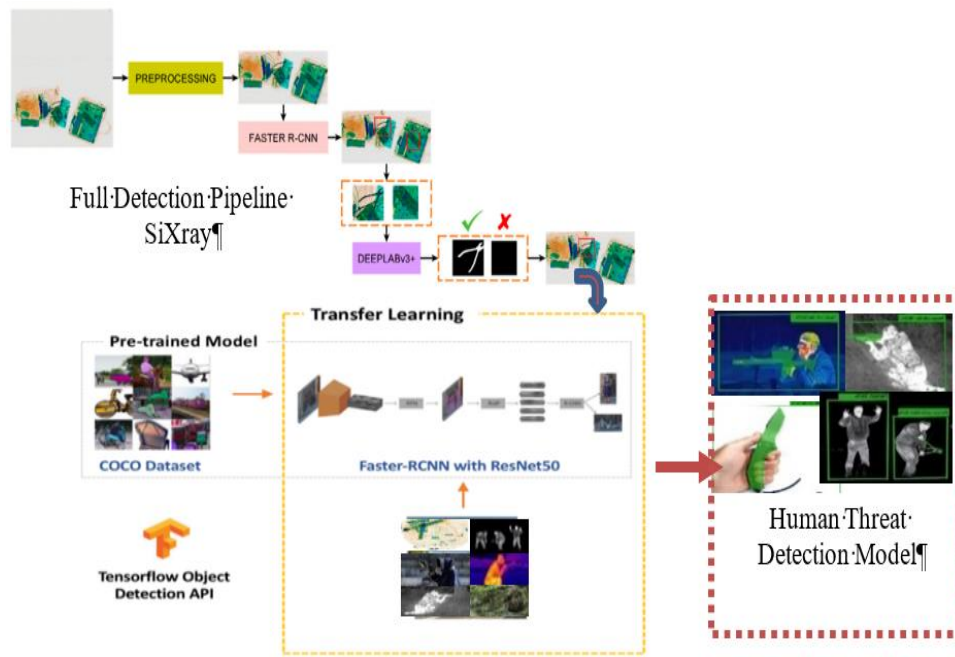 PREPROCESSING
FASTER R-CNN
Full·Detection·Pipeline·
SiXray¶
DEEPLABv3+
Transfer Learning
Pre-trained Model
COCO Dataset
Faster-RCNN with ResNet50
Tensorflow Object
Detection API
Human·Threat·
Detection·Model¶